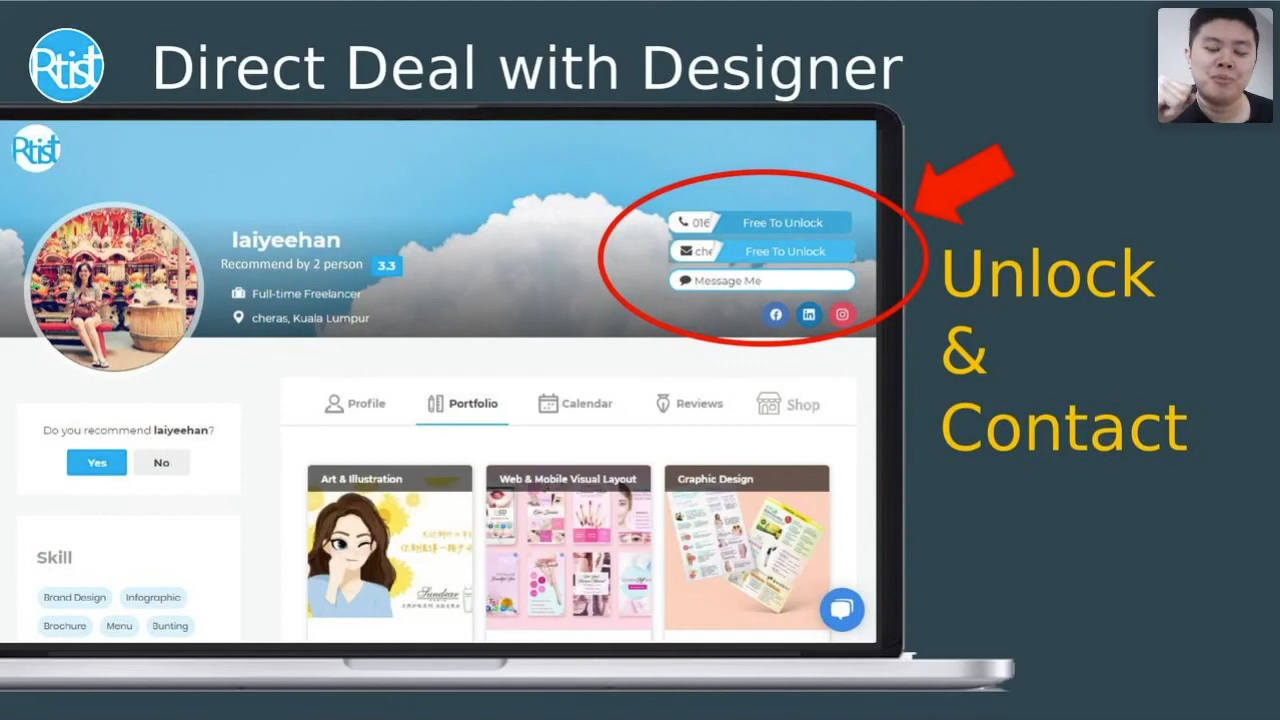 Rtist
Direct Deal with Designer
Rtist
laiyeehan
Recommend by 2 person 3.3
Full-time Freelancer
cheras, Kuala Lumpur
016 Free To Unlock
che Free To Unlock
Message Me
Unlock
&
Contact
Profile Portfolio Calendar Reviews Shop
Do you recommend laiyeehan?
Yes No
Art & Illustration Web & Mobile Visual Layout Graphic Design
Sundear
Skill
Brand Design Infographic
Brochure Menu Bunting